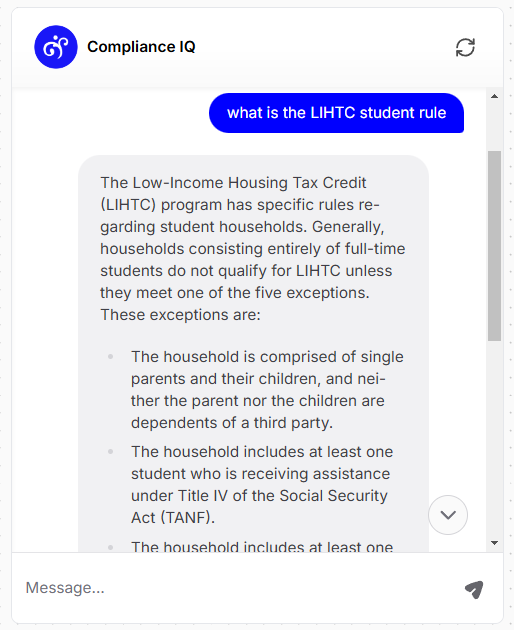 Compliance IQ
what is the LIHTC student rule
The Low-Income Housing Tax Credit
(LIHTC) program has specific rules re-
garding student households. Generally,
households consisting entirely of full-time
students do not qualify for LIHTC unless
they meet one of the five exceptions.
These exceptions are:
The household is comprised of single
parents and their children, and nei-
ther the parent nor the children are
dependents of a third party.
The household includes at least one
student who is receiving assistance
under Title IV of the Social Security
Act (TANF).
The household includes at least one
Message...